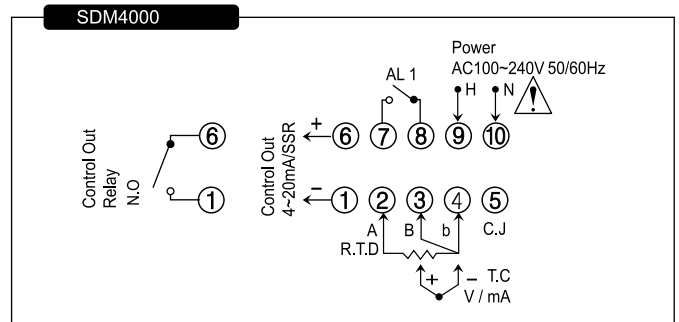 SDM4000
Power
AC100~240V 50/60Hz
AL 1
H N
Control Out
Relay
N.O
6
1
Control Out
4~20mA/SSR
+ 6 7 8 9 10
− 1 2 3 4 5
A B b C.J
R.T.D
+ − T.C
V / mA